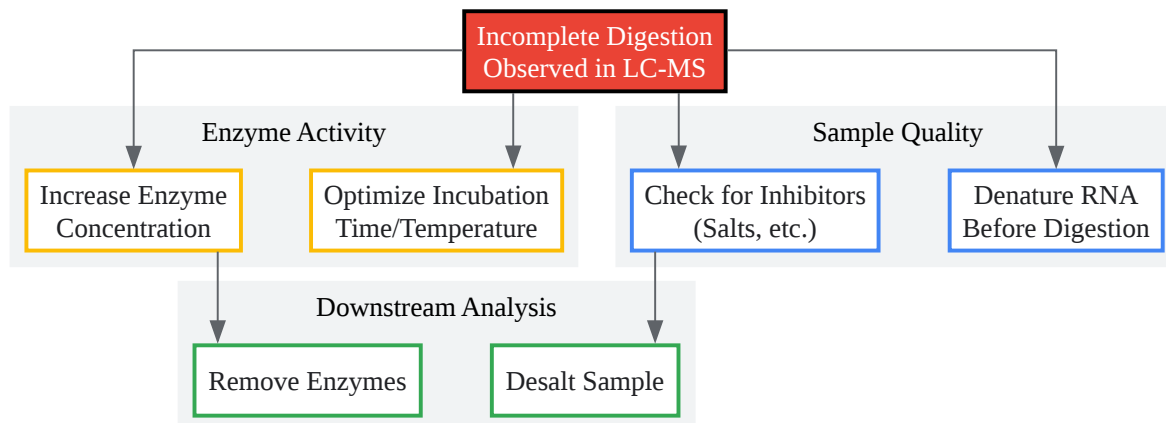 Incomplete Digestion
Observed in LC-MS
Enzyme Activity
Sample Quality
Increase Enzyme
Concentration
Optimize Incubation
Time/Temperature
Check for Inhibitors
(Salts, etc.)
Denature RNA
Before Digestion
Downstream Analysis
Remove Enzymes
Desalt Sample